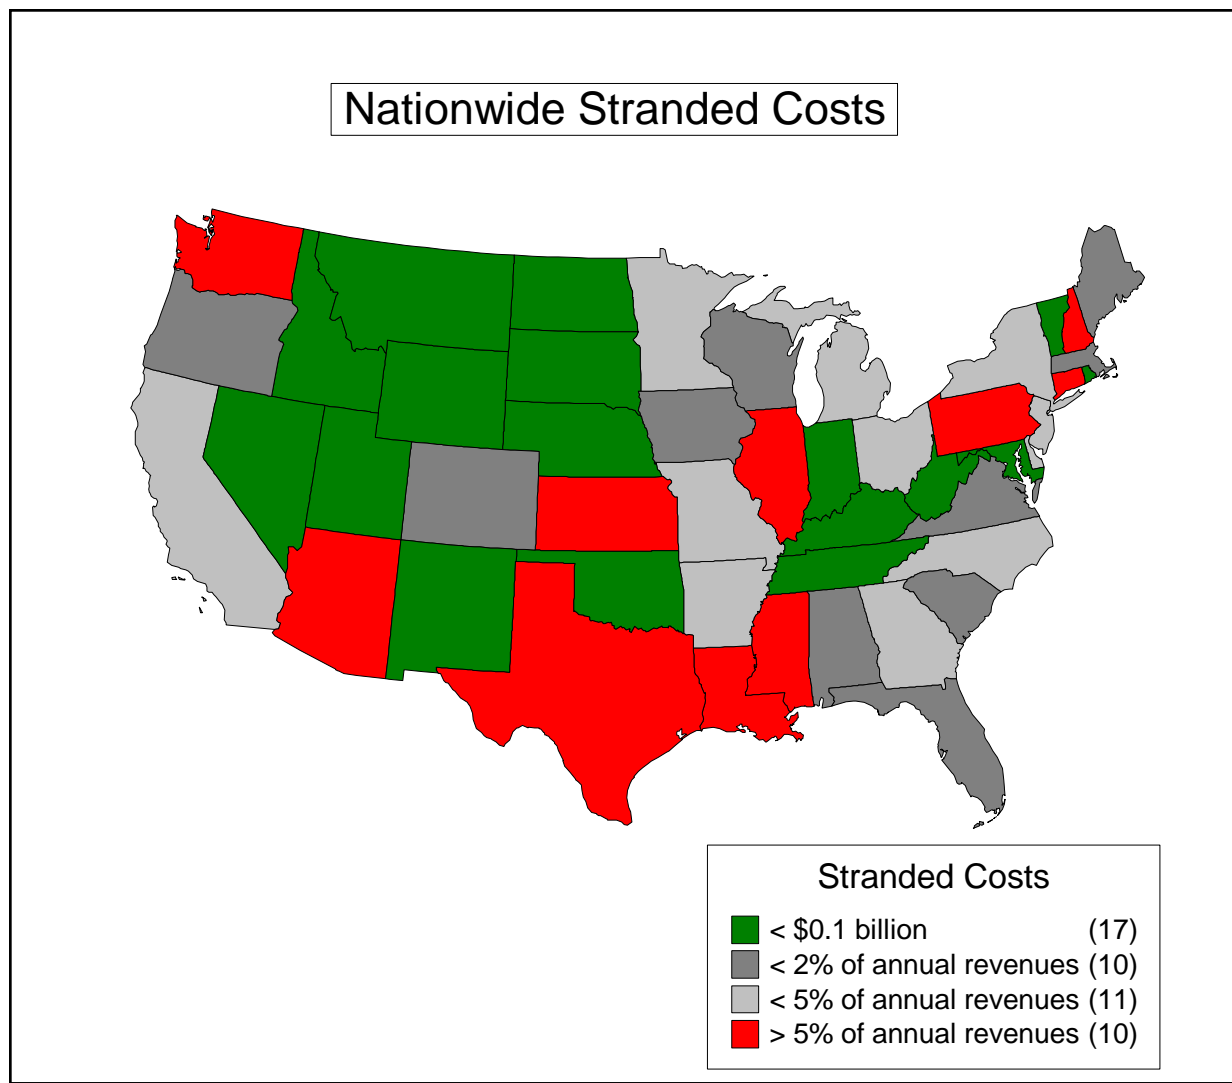 Nationwide Stranded Costs
Stranded Costs
< $0.1 billion (17)
< 2% of annual revenues (10)
< 5% of annual revenues (11)
> 5% of annual revenues (10)